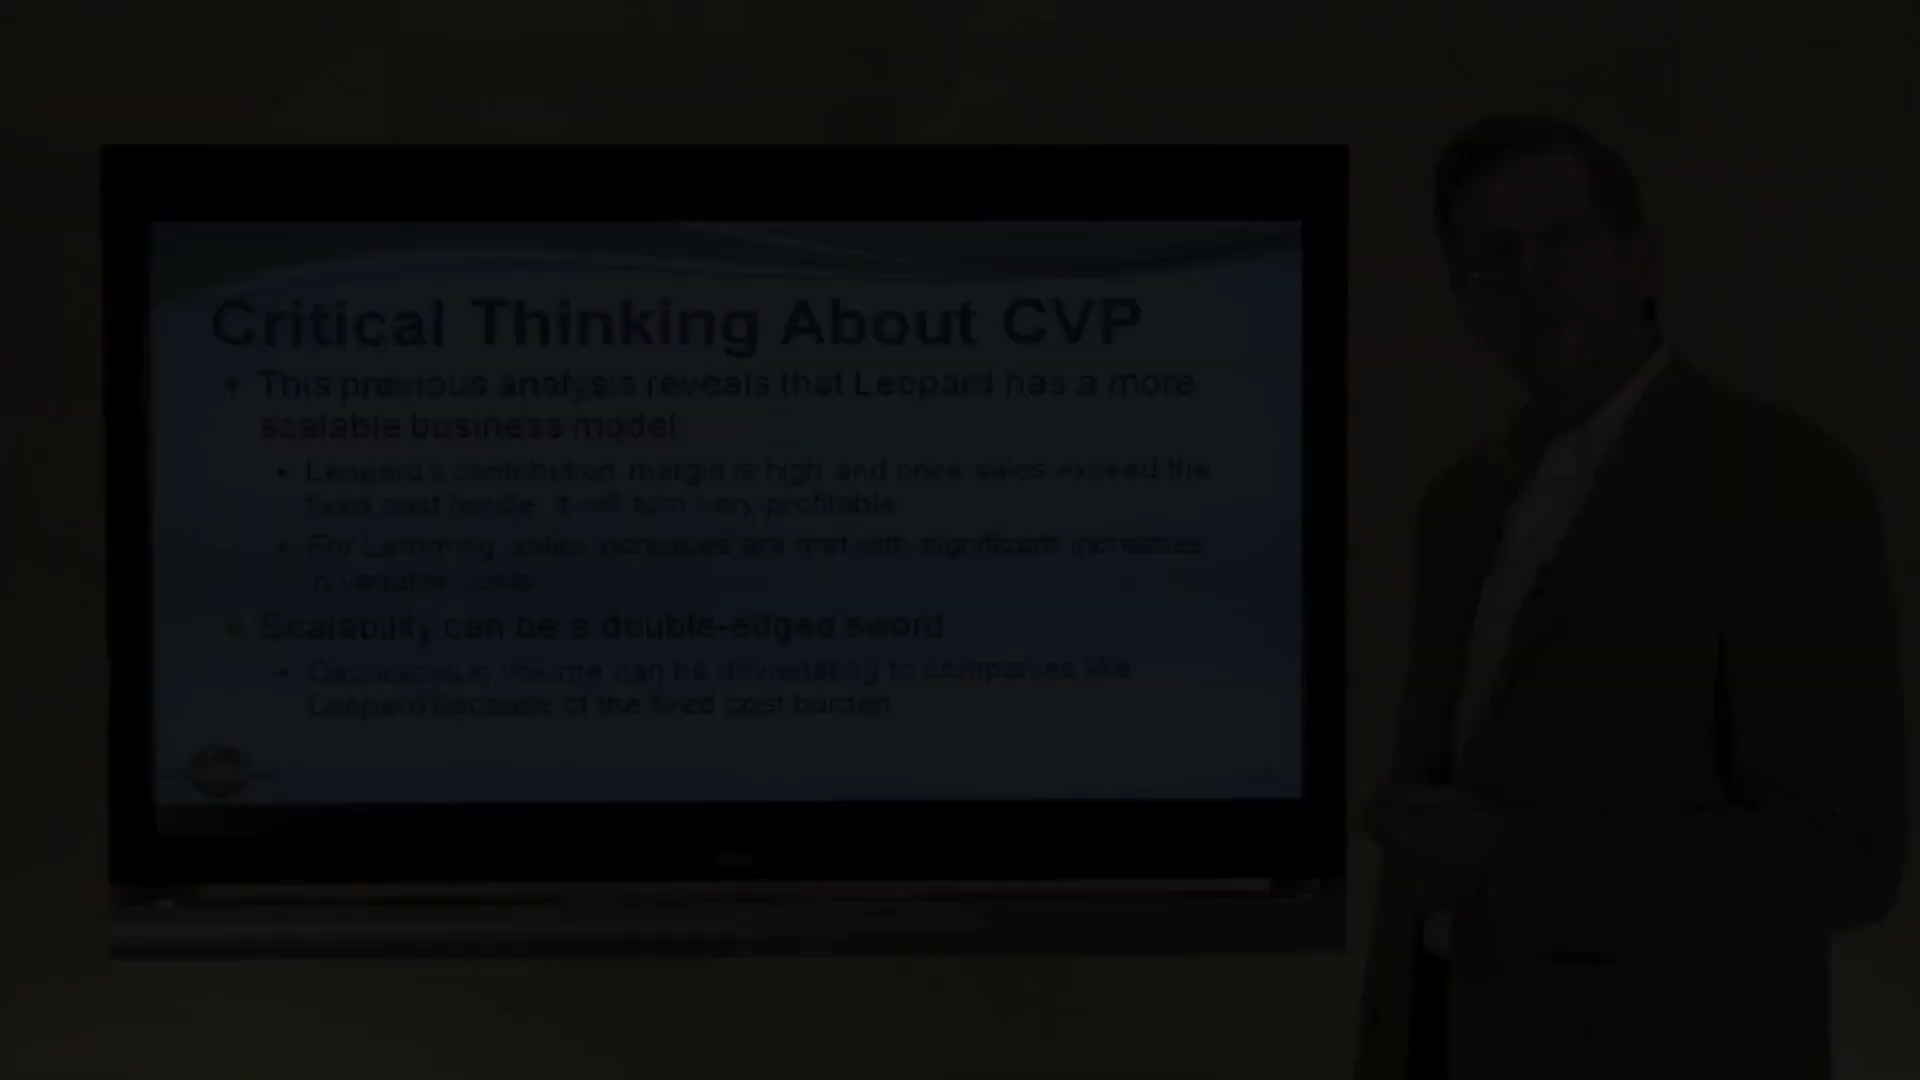 Critical Thinking About CVP
• This previous analysis reveals that Leopard has a more
scalable business model
• Leopard's contribution margin is high and once sales exceed the
fixed cost hurdle, it will turn very profitable
• For Lemming, sales increases are met with significant increases
in variable costs
• Scalability can be a double-edged sword
• Decreases in volume can be devastating to companies like
Leopard because of the fixed cost burden